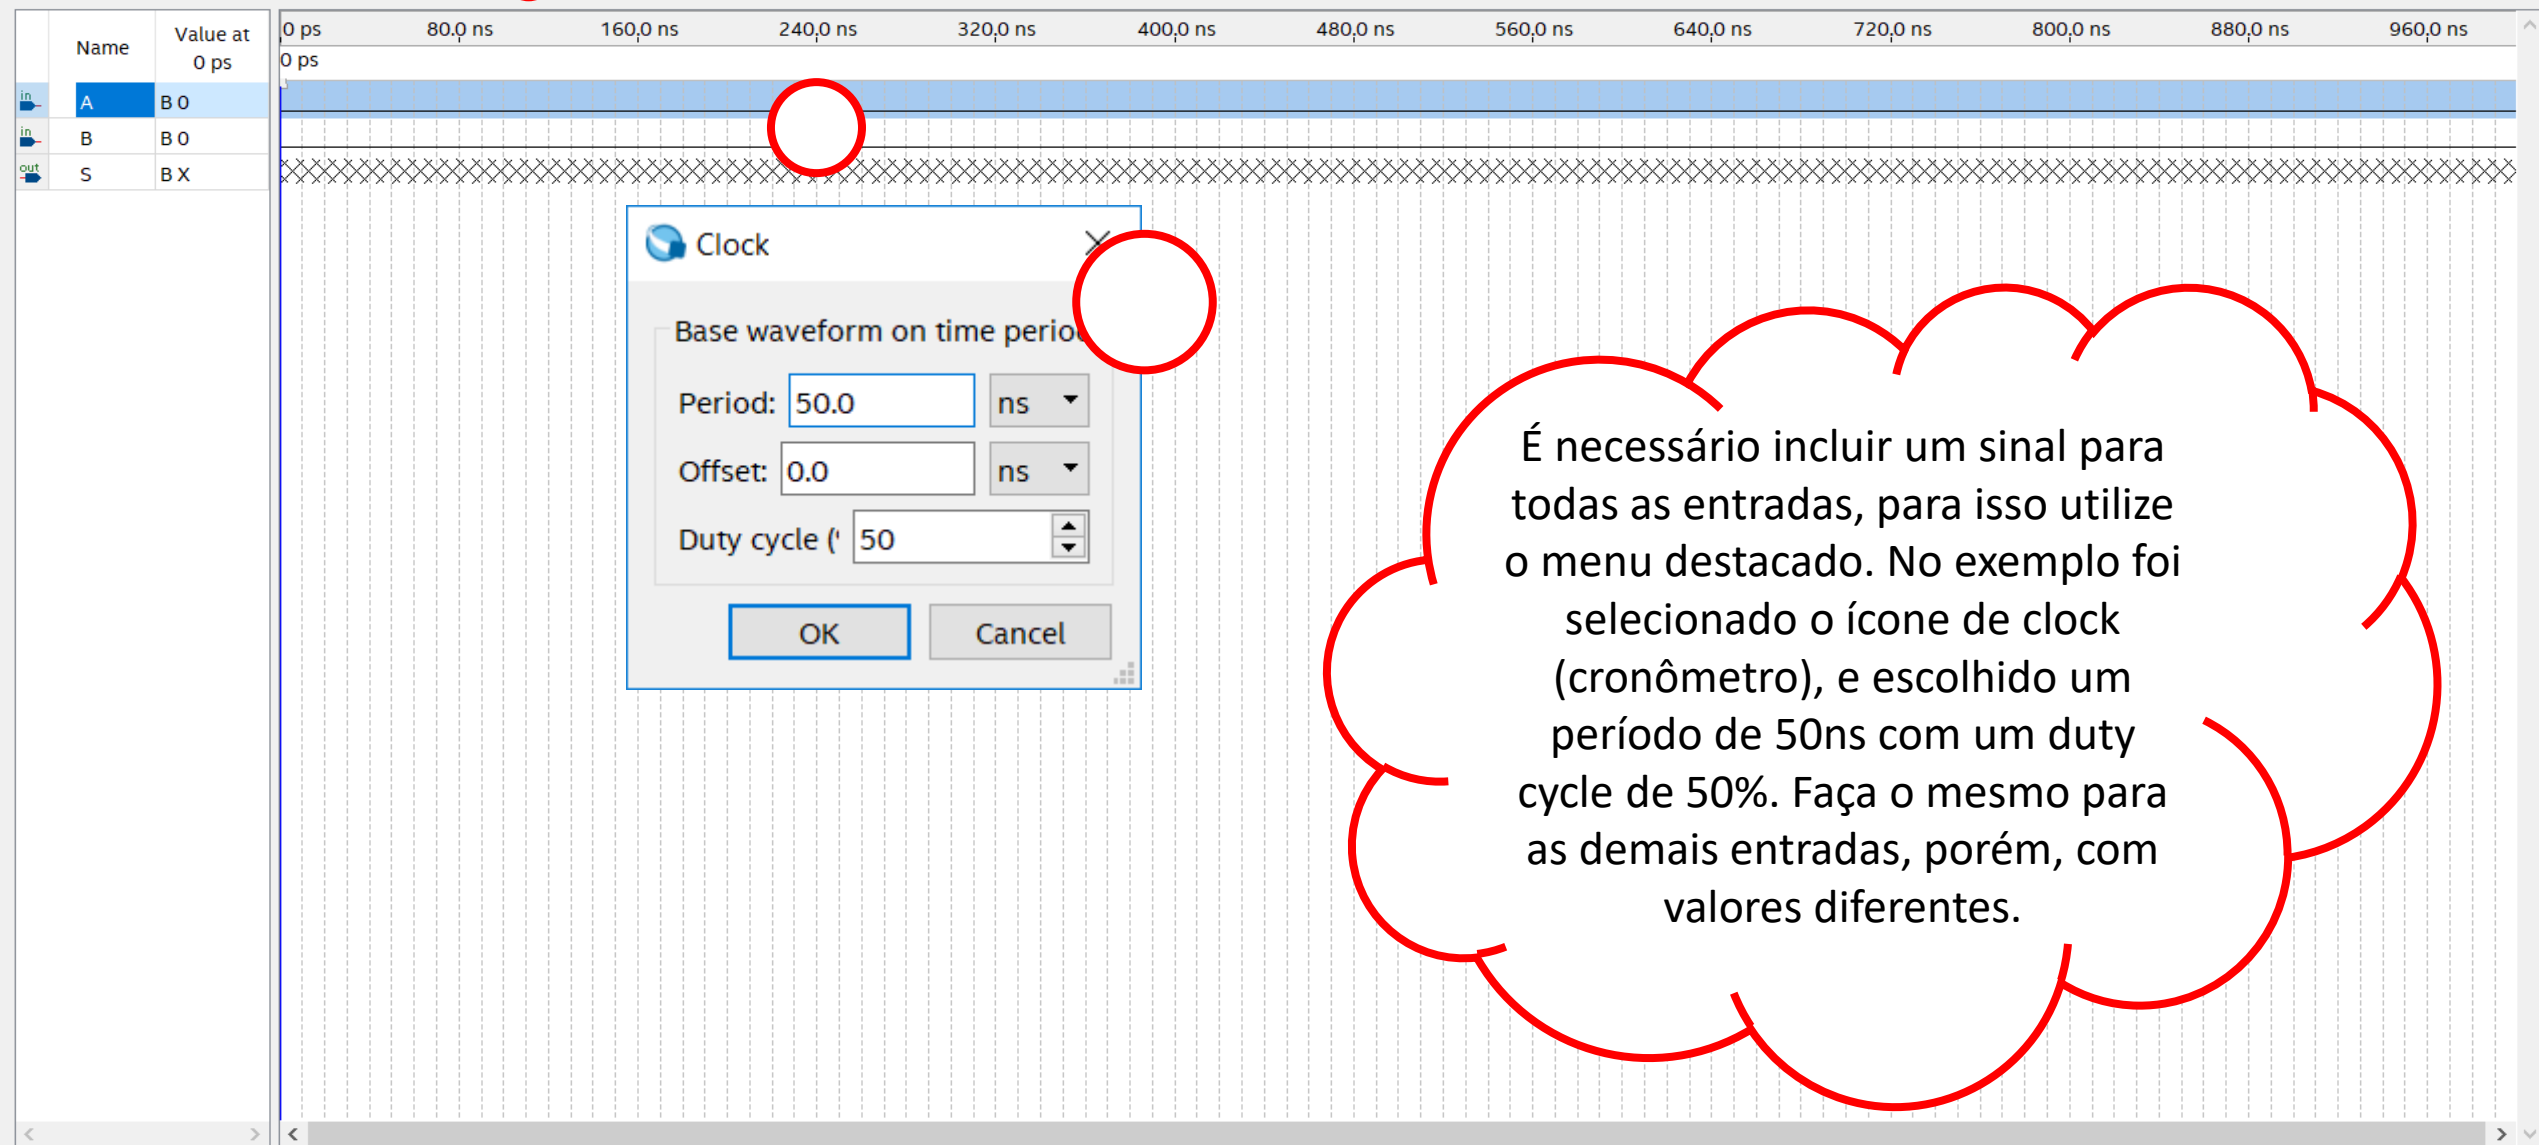 Name
Value at
0 ps
0 ps 80.0 ns 160.0 ns 240.0 ns 320.0 ns 400.0 ns 480.0 ns 560.0 ns 640.0 ns 720.0 ns 800.0 ns 880.0 ns 960.0 ns
0 ps
in A B 0
in B B 0
out S B X
Clock
Base waveform on time perio
Period: 50.0 ns
Offset: 0.0 ns
Duty cycle (' 50
OK Cancel
É necessário incluir um sinal para
todas as entradas, para isso utilize
o menu destacado. No exemplo foi
selecionado o ícone de clock
(cronômetro), e escolhido um
período de 50ns com um duty
cycle de 50%. Faça o mesmo para
as demais entradas, porém, com
valores diferentes.